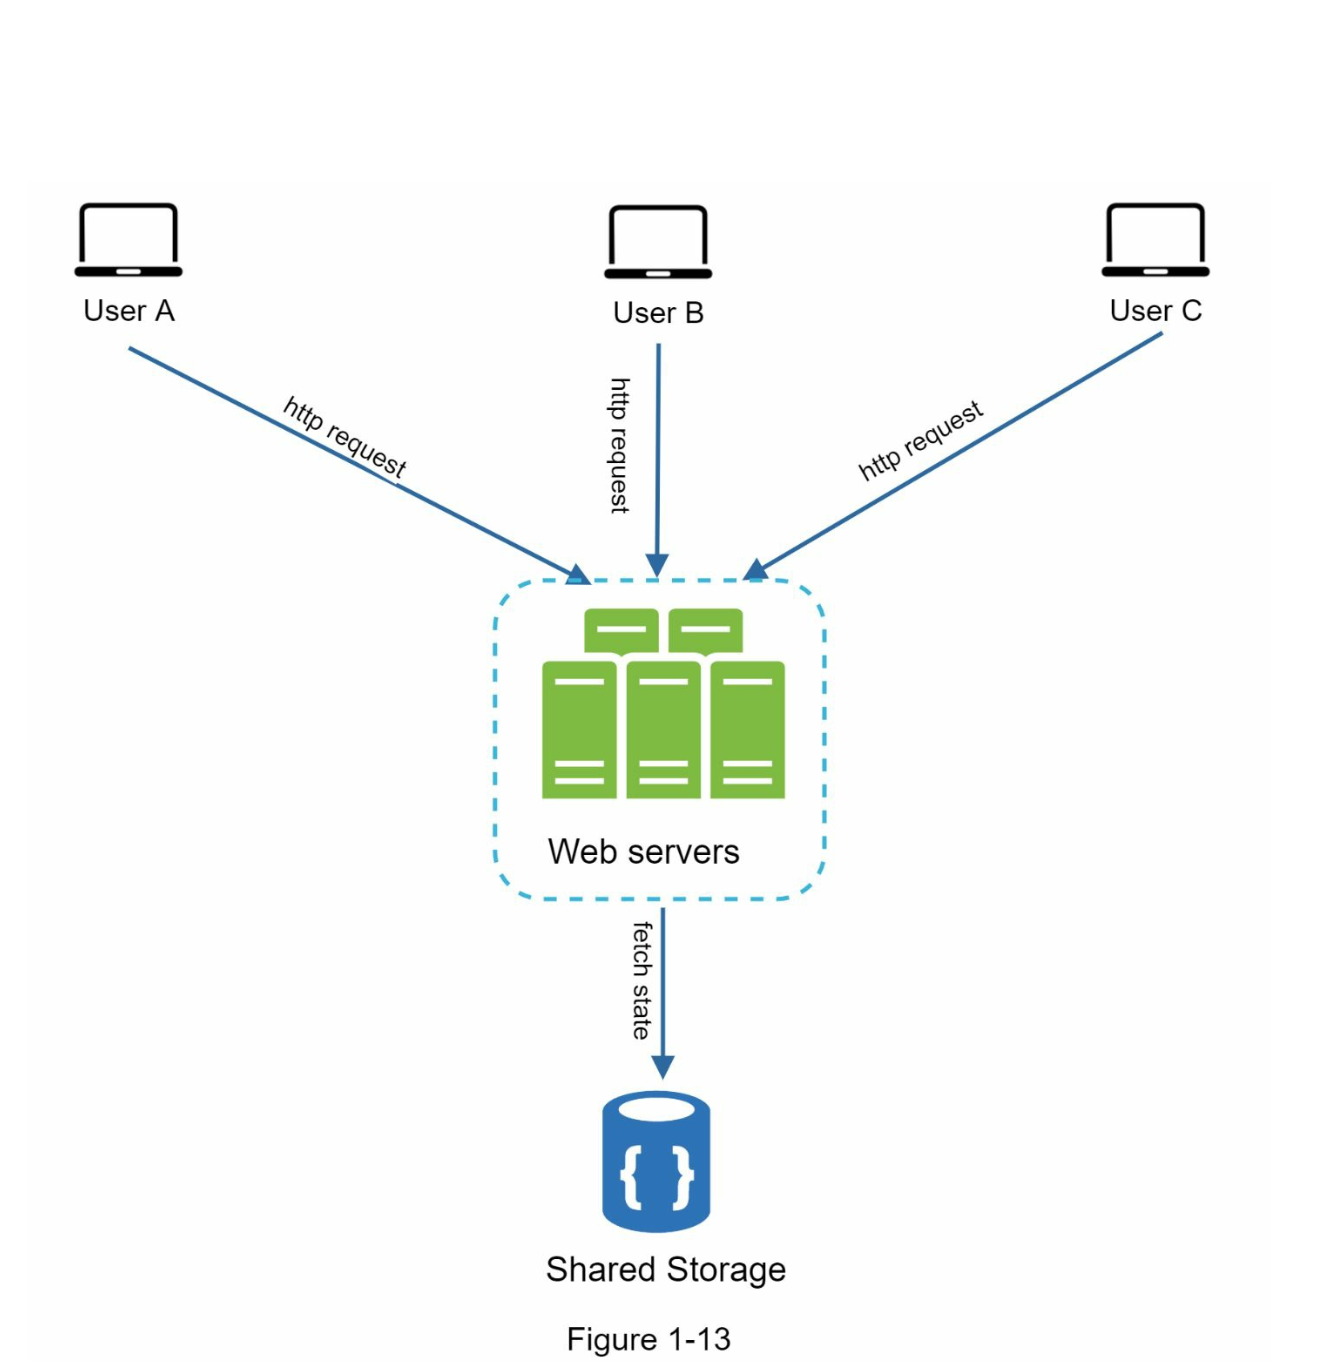 User A
User B
User C
http request
http request
http request
Web servers
fetch state
{ }
Shared Storage
Figure 1-13